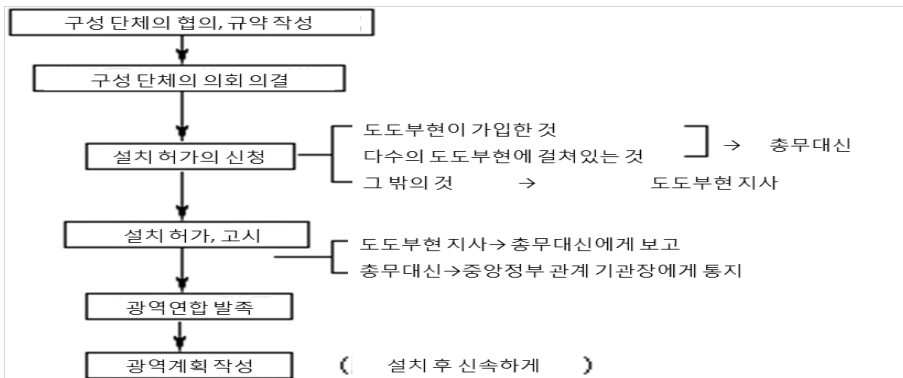 구성 단체의 협의, 규약 작성
구성 단체의 의회 의결
도도부현이 가입한 것
설치 허가의 신청
다수의 도도부현에 걸쳐있는 것
→ 총무대신
그 밖의 것 → 도도부현 지사
설치 허가, 고시
도도부현 지사→ 총무대신에게 보고
총무대신→중앙정부 관계 기관장에게 통지
광역연합 발족
광역계획 작성 ( 설치 후 신속하게 )